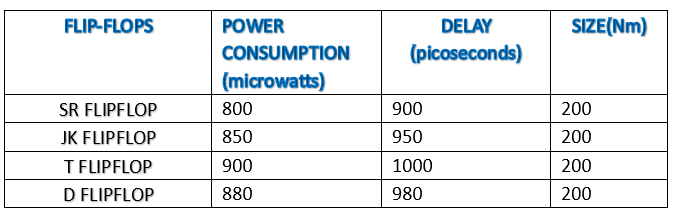 FLIP-FLOPS POWER CONSUMPTION (microwatts) DELAY (picoseconds) SIZE(Nm)
SR FLIPFLOP 800 900 200
JK FLIPFLOP 850 950 200
T FLIPFLOP 900 1000 200
D FLIPFLOP 880 980 200